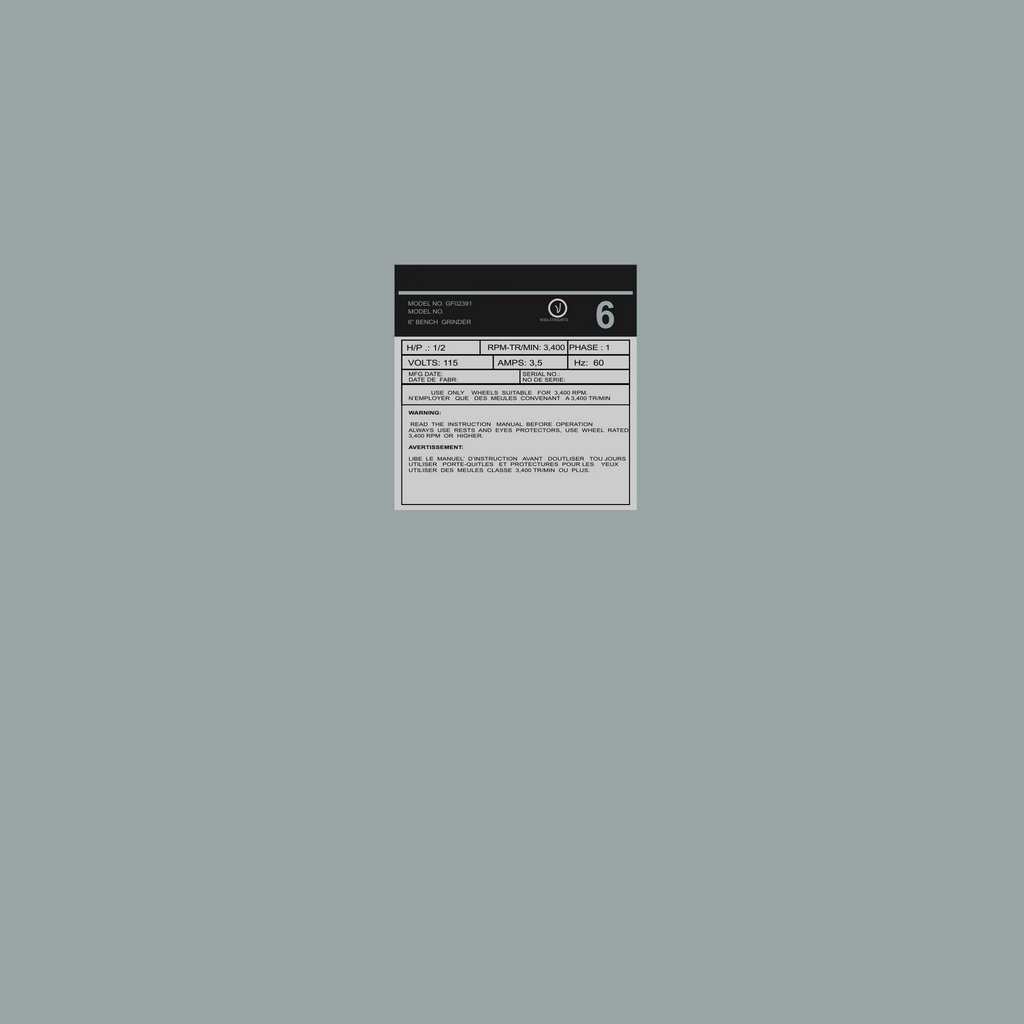 MODEL NO. GF02391
MODEL NO.
6" BENCH GRINDER
6
H/P .: 1/2 RPM-TR/MIN: 3,400 PHASE : 1
VOLTS: 115 AMPS: 3,5 Hz: 60
MFG DATE: SERIAL NO.:
DATE DE FABR: NO DE SERIE:
USE ONLY WHEELS SUITABLE FOR 3,400 RPM.
N'EMPLOYER QUE DES MEULES CONVENANT A 3,400 TR/MIN
WARNING:
READ THE INSTRUCTION MANUAL BEFORE OPERATION
ALWAYS USE RESTS AND EYES PROTECTORS, USE WHEEL RATED
3,400 RPM OR HIGHER.
AVERTISSEMENT:
LIBE LE MANUEL' D'INSTRUCTION AVANT DOUTLISER TOU JOURS
UTILISER PORTE-QUITLES ET PROTECTURES POUR LES YEUX
UTILISER DES MEULES CLASSE 3,400 TR/MIN OU PLUS.